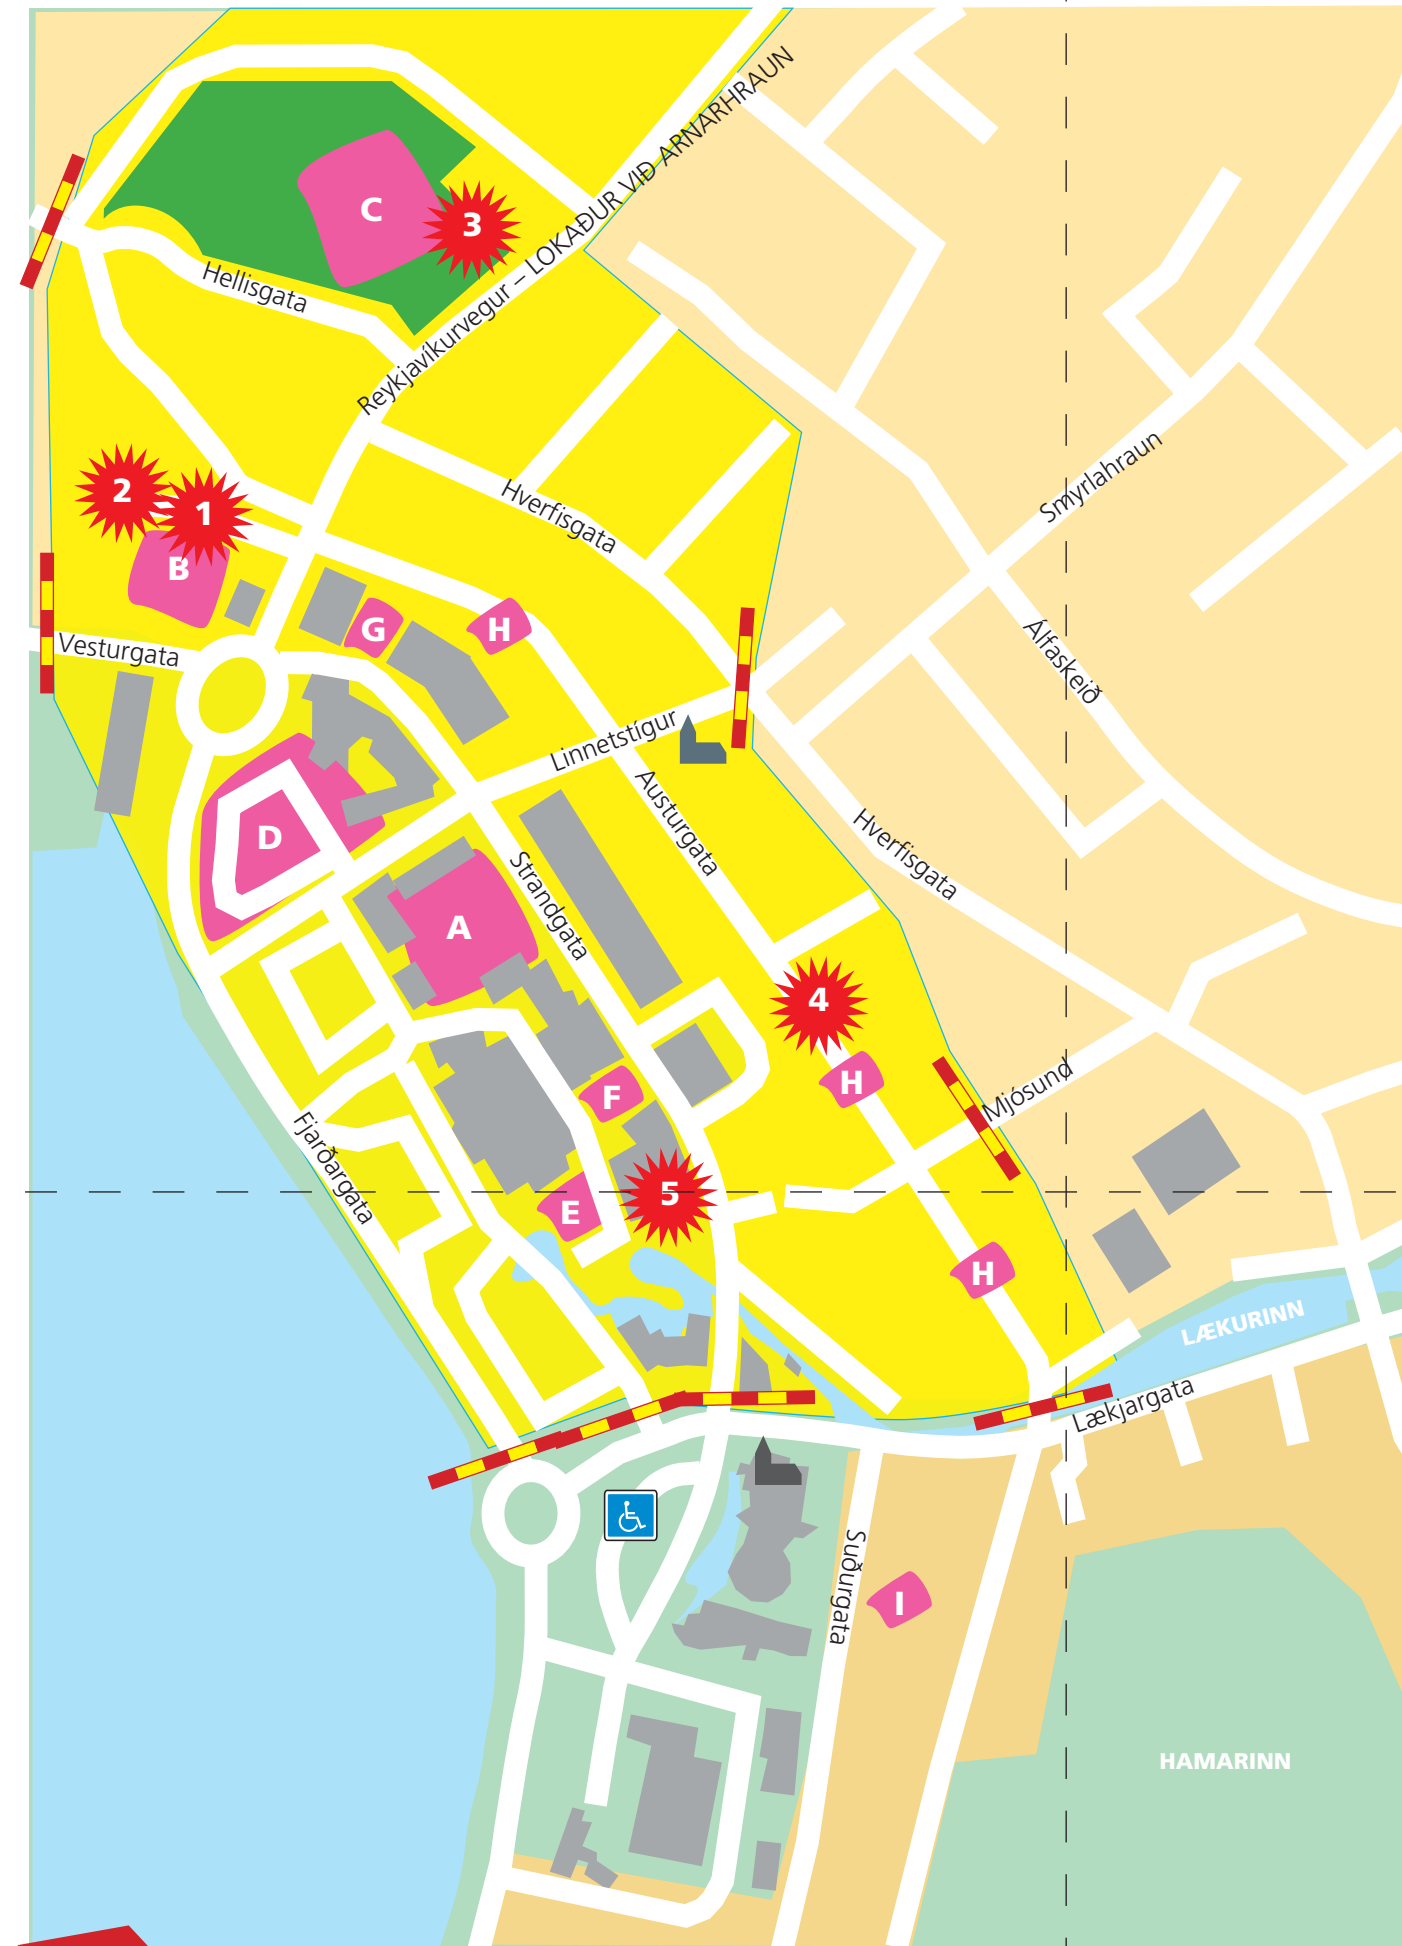 Reykjavíkurvegur – LOKAÐUR VIÐ ARNARHRAUN
C
3
Hellisgata
Smyrlahraun
2
1
Hverfisgata
B
G
H
Vesturgata
Álfaskeið
Linnetstígur
Austurgata
D
Hverfisgata
Strandgata
A
4
H
Mjósund
F
Fjarðargata
5
E
H
LÆKURINN
Lækjargata
Suðurgata
I
HAMARINN